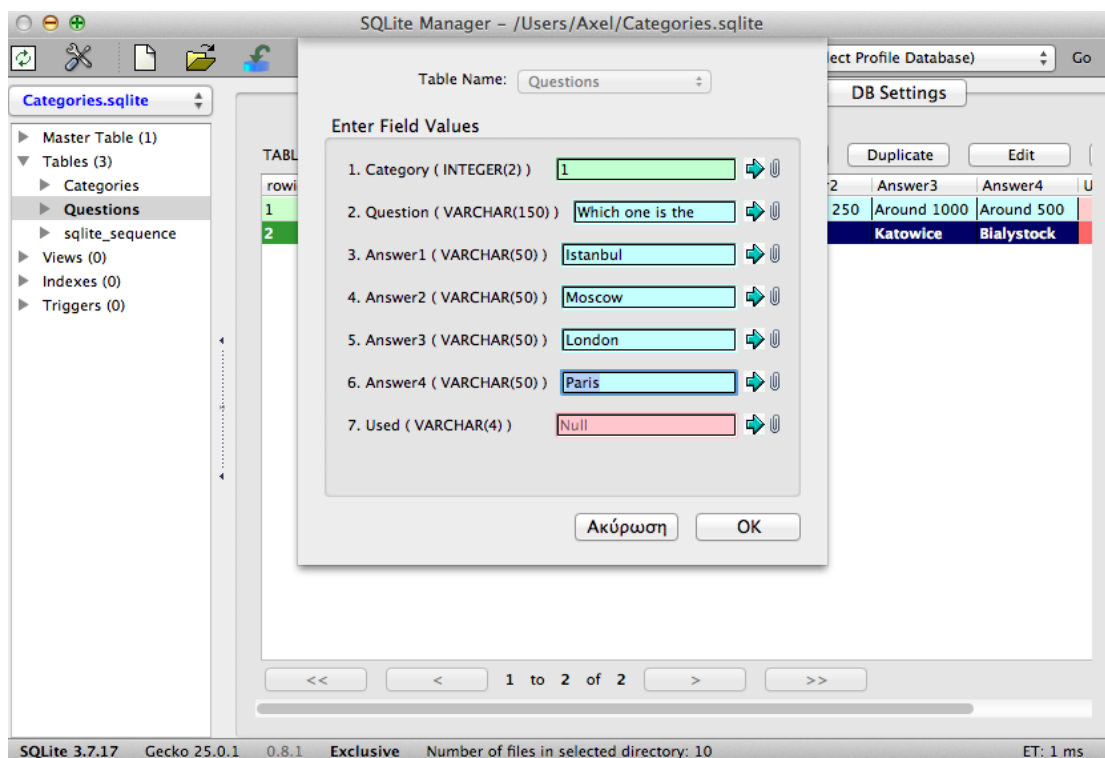 SQLite Manager – /Users/Axel/Categories.sqlite
lect Profile Database) Go
Categories.sqlite
Master Table (1)
Tables (3)
Categories
Questions
sqlite_sequence
Views (0)
Indexes (0)
Triggers (0)
Table Name: Questions
Enter Field Values
1. Category ( INTEGER(2) ) 1
2. Question ( VARCHAR(150) ) Which one is the
3. Answer1 ( VARCHAR(50) ) Istanbul
4. Answer2 ( VARCHAR(50) ) Moscow
5. Answer3 ( VARCHAR(50) ) London
6. Answer4 ( VARCHAR(50) ) Paris
7. Used ( VARCHAR(4) ) Null
Ακύρωση OK
DB Settings
TABL Duplicate Edit
rowi 2 Answer3 Answer4 U
1 250 Around 1000 Around 500
2 Katowice Bialystock
<< < 1 to 2 of 2 > >>
SQLite 3.7.17 Gecko 25.0.1 0.8.1 Exclusive Number of files in selected directory: 10 ET: 1 ms